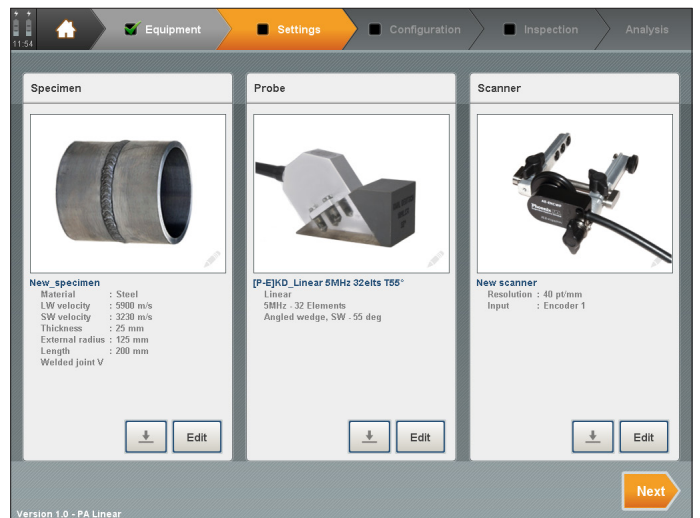 11:54
Equipment
Settings
Configuration
Inspection
Analysis
Specimen
Probe
Scanner
New_specimen
Material : Steel
LW velocity : 5900 m/s
SW velocity : 3230 m/s
Thickness : 25 mm
External radius : 125 mm
Length : 200 mm
Welded joint V
Edit
[P-E]KD_Linear 5MHz 32elts T55°
Linear
5MHz - 32 Elements
Angled wedge, SW - 55 deg
Edit
Phoenix
New scanner
Resolution : 40 pt/mm
Input : Encoder 1
Edit
Next
Version 1.0 - PA Linear